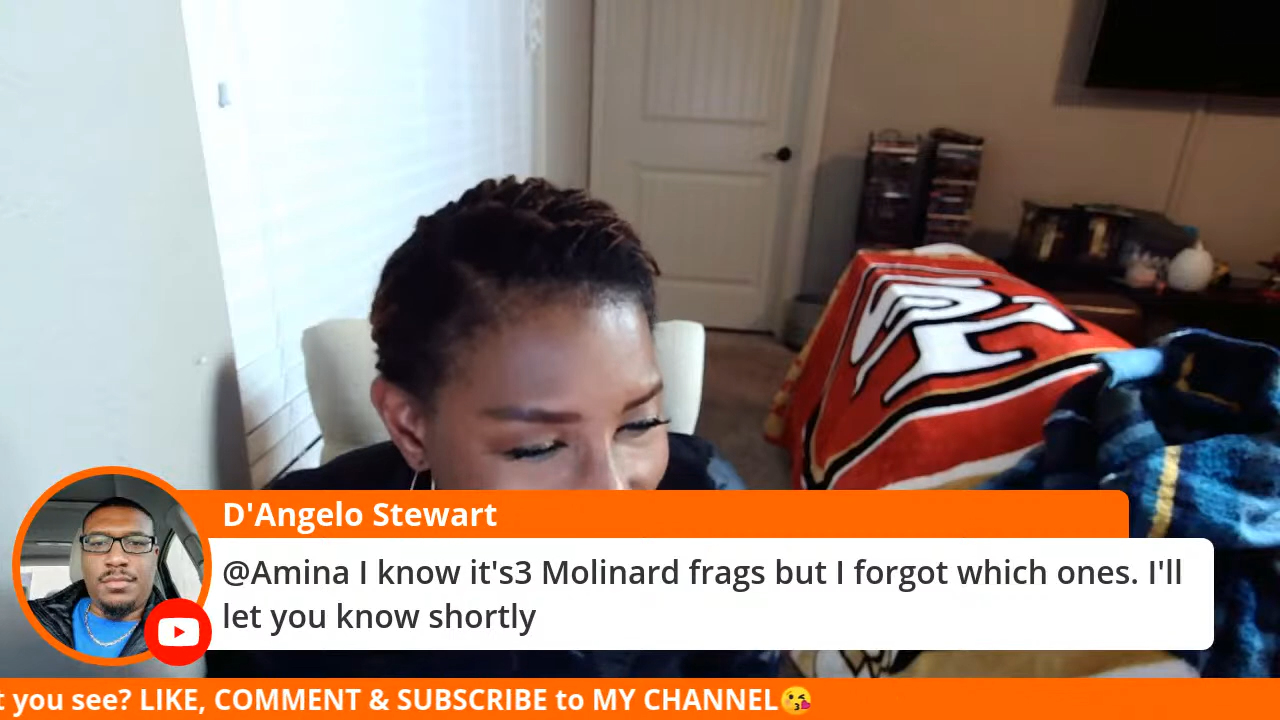 D'Angelo Stewart
@Amina I know it's3 Molinard frags but I forgot which ones. I'll
let you know shortly
t you see? LIKE, COMMENT & SUBSCRIBE to MY CHANNEL😘